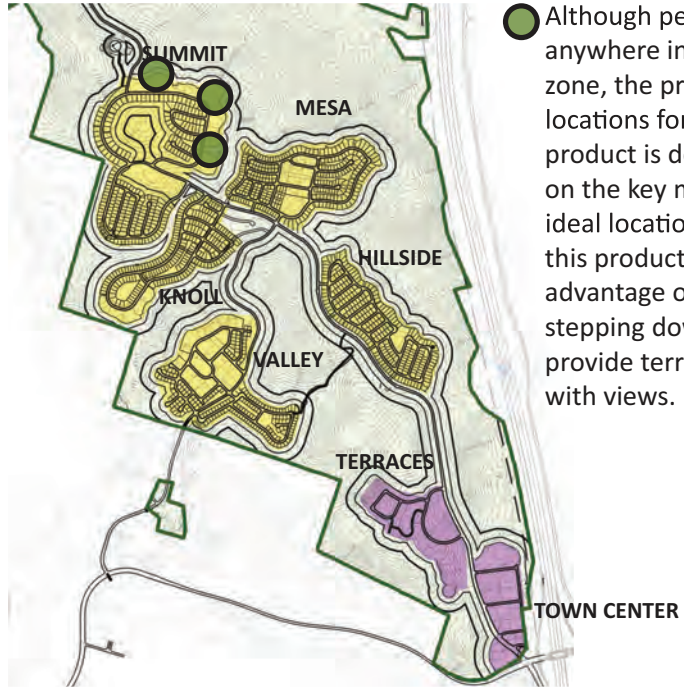 SUMMIT
MESA
HILLSIDE
KNOLL
VALLEY
TERRACES
TOWN CENTER
Although pe
anywhere in
zone, the pr
locations for
product is d
on the key
ideal locatio
this product
advantage o
stepping dow
provide terr
with views.